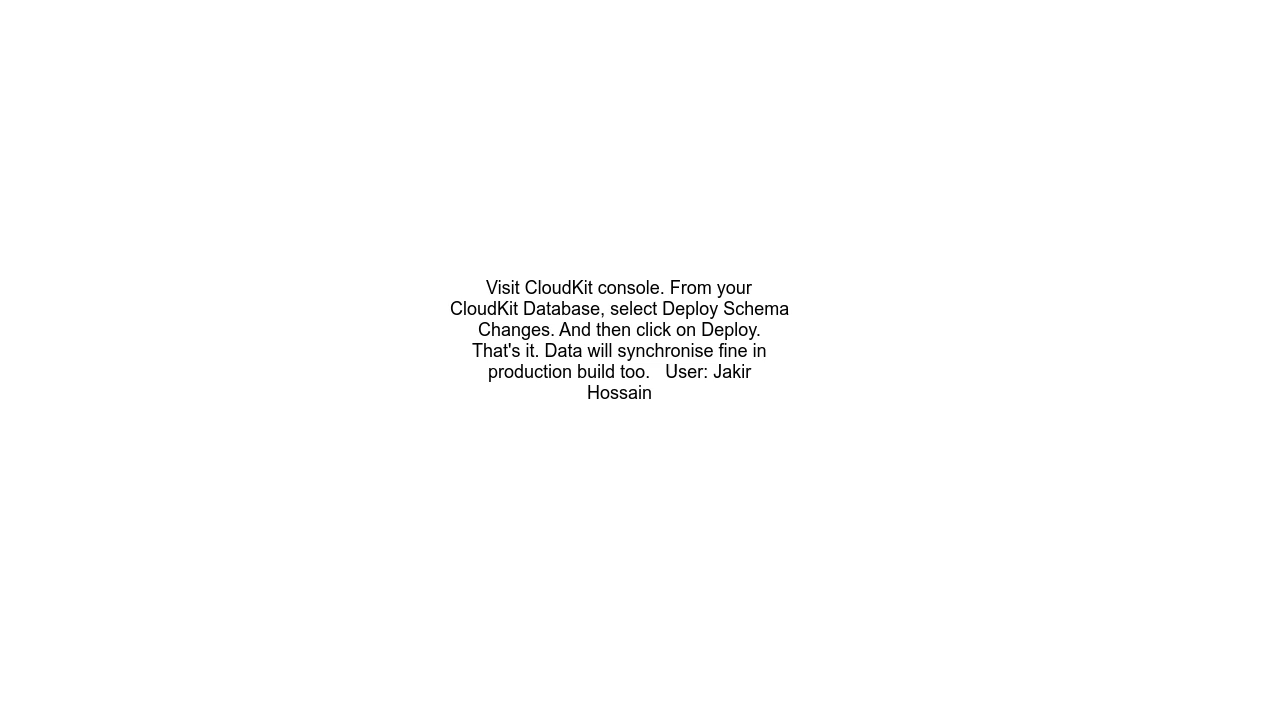 Visit CloudKit console. From your
CloudKit Database, select Deploy Schema
Changes. And then click on Deploy.
That's it. Data will synchronise fine in
production build too.   User: Jakir
Hossain